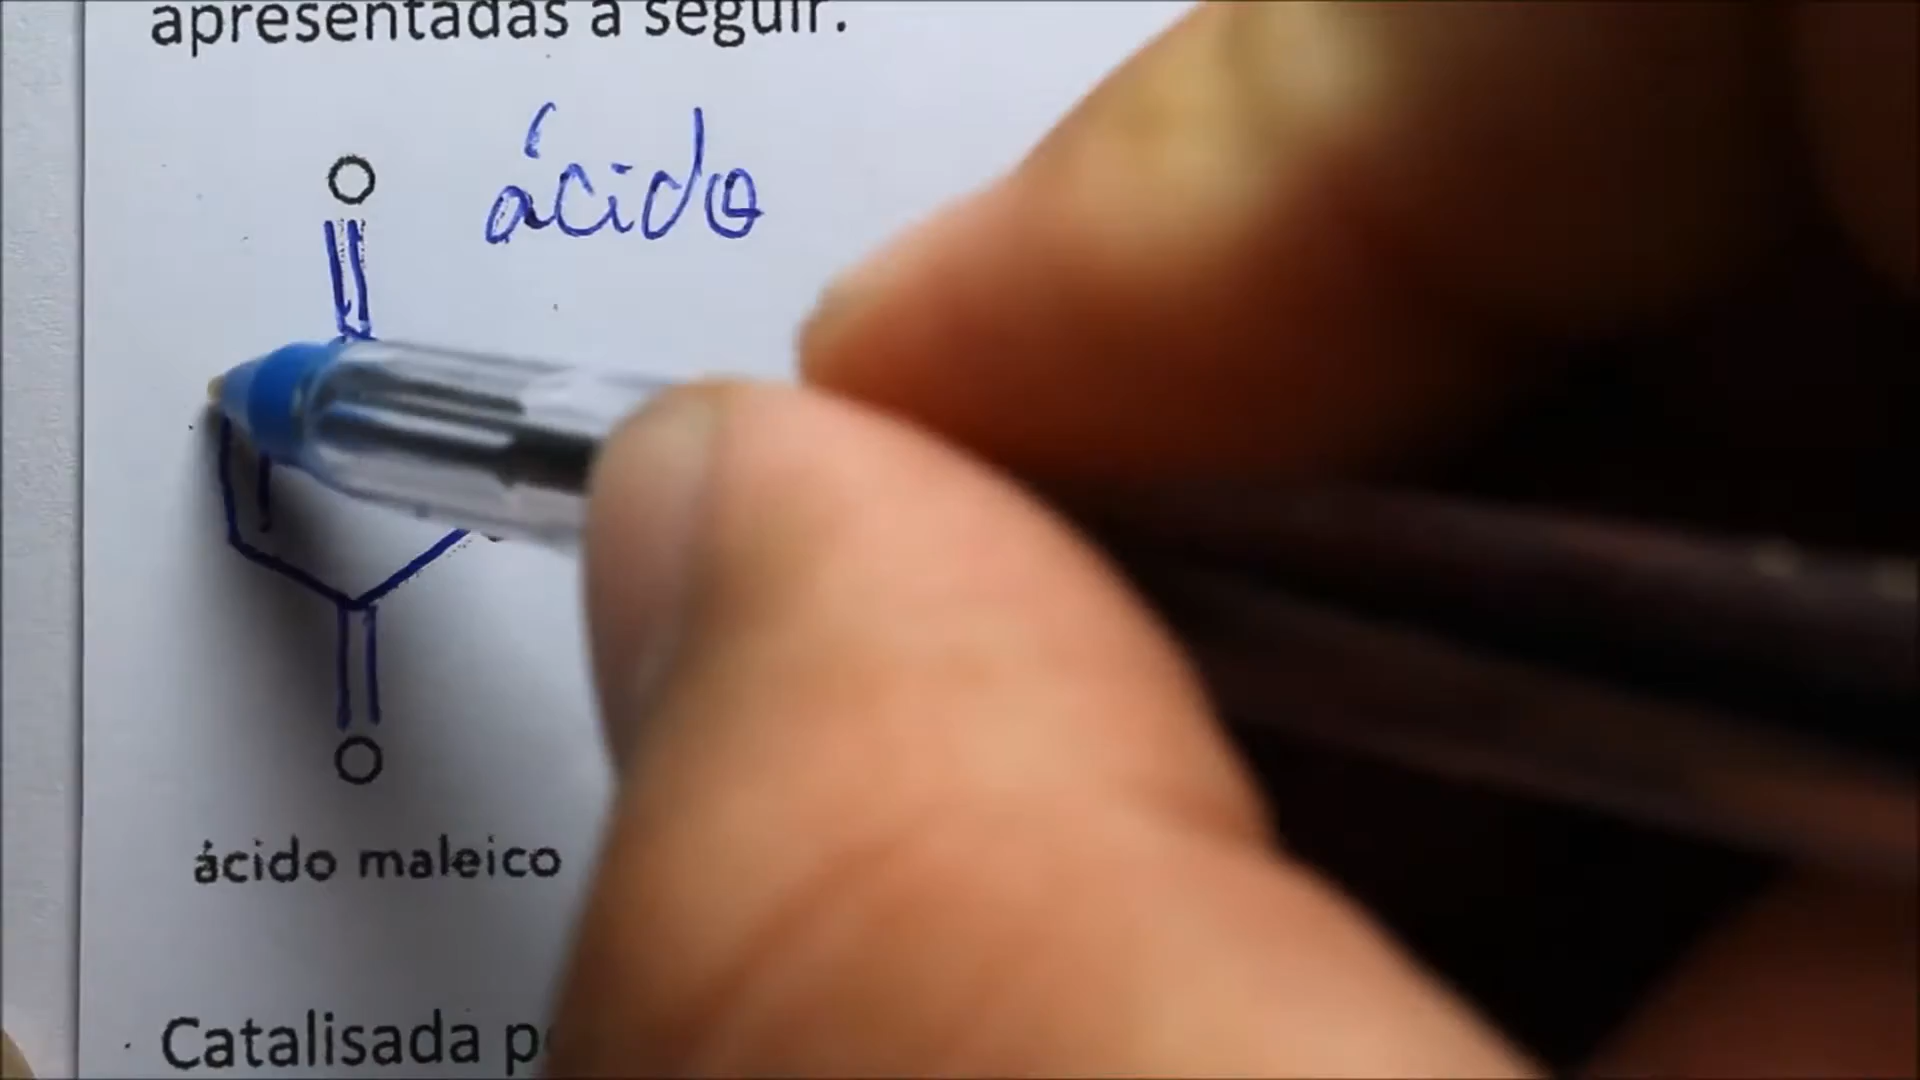 apresentadas a seguir.
O
ácido
O
ácido maleico
Catalisada